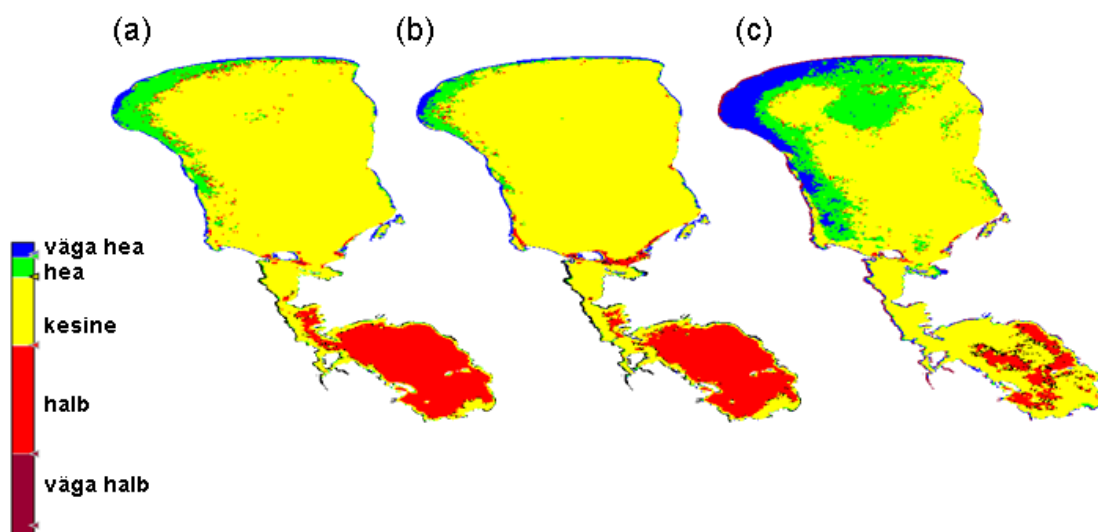 (a) (b) (c)
väga hea
hea
kesine
halb
väga halb